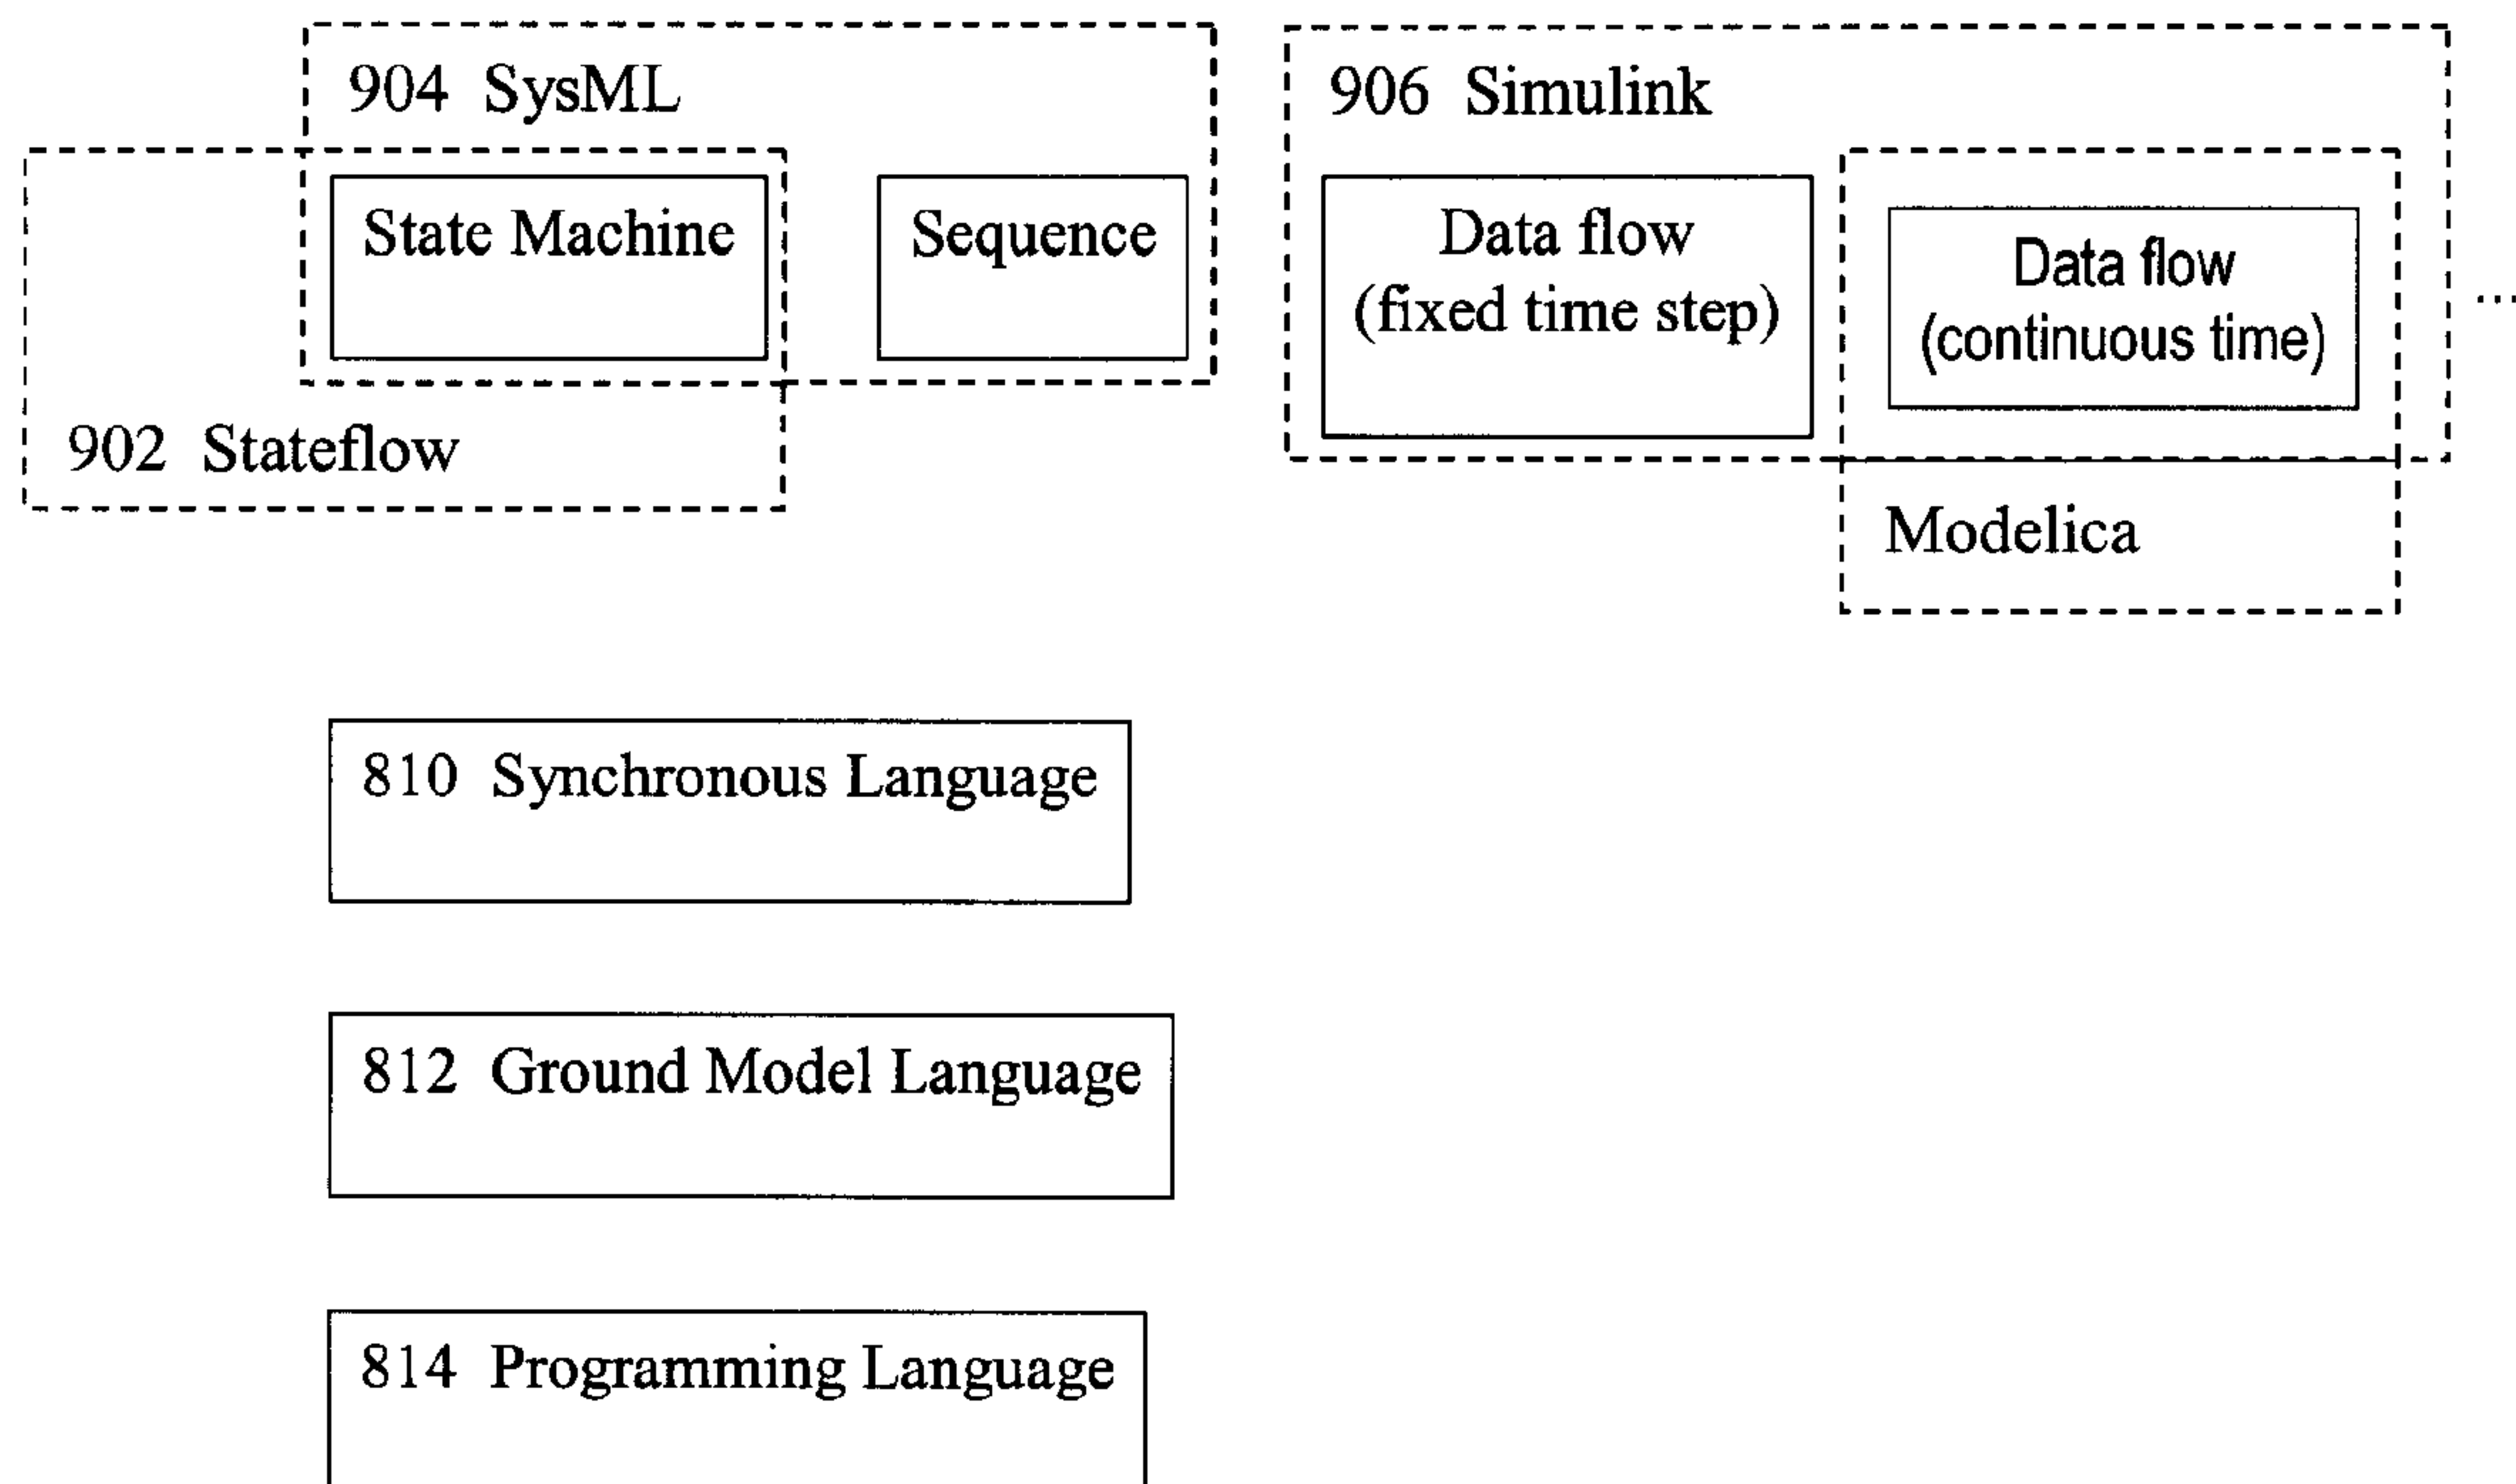 904 SysML
State Machine
Sequence
902 Stateflow
906 Simulink
Data flow
(fixed time step)
Data flow
(continuous time)
...
Modelica
810 Synchronous Language
812 Ground Model Language
814 Programming Language